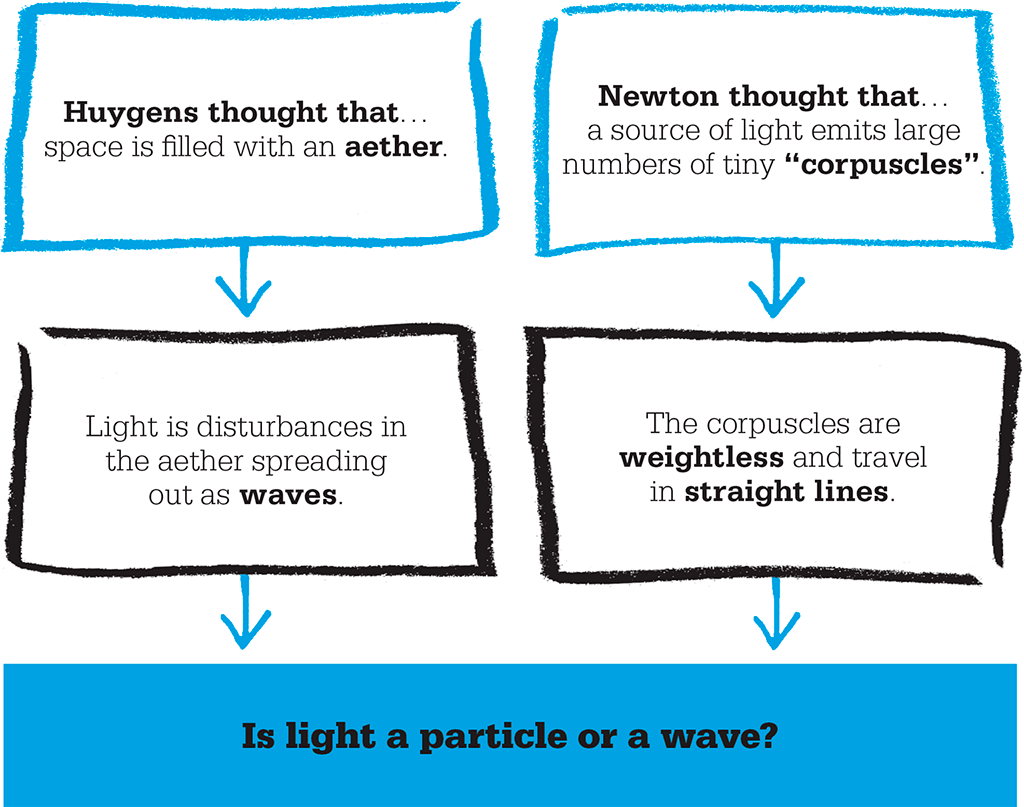 Huygens thought that…
space is filled with an aether.
Light is disturbances in
the aether spreading
out as waves.
Newton thought that…
a source of light emits large
numbers of tiny “corpuscles”.
The corpuscles are
weightless and travel
in straight lines.
Is light a particle or a wave?